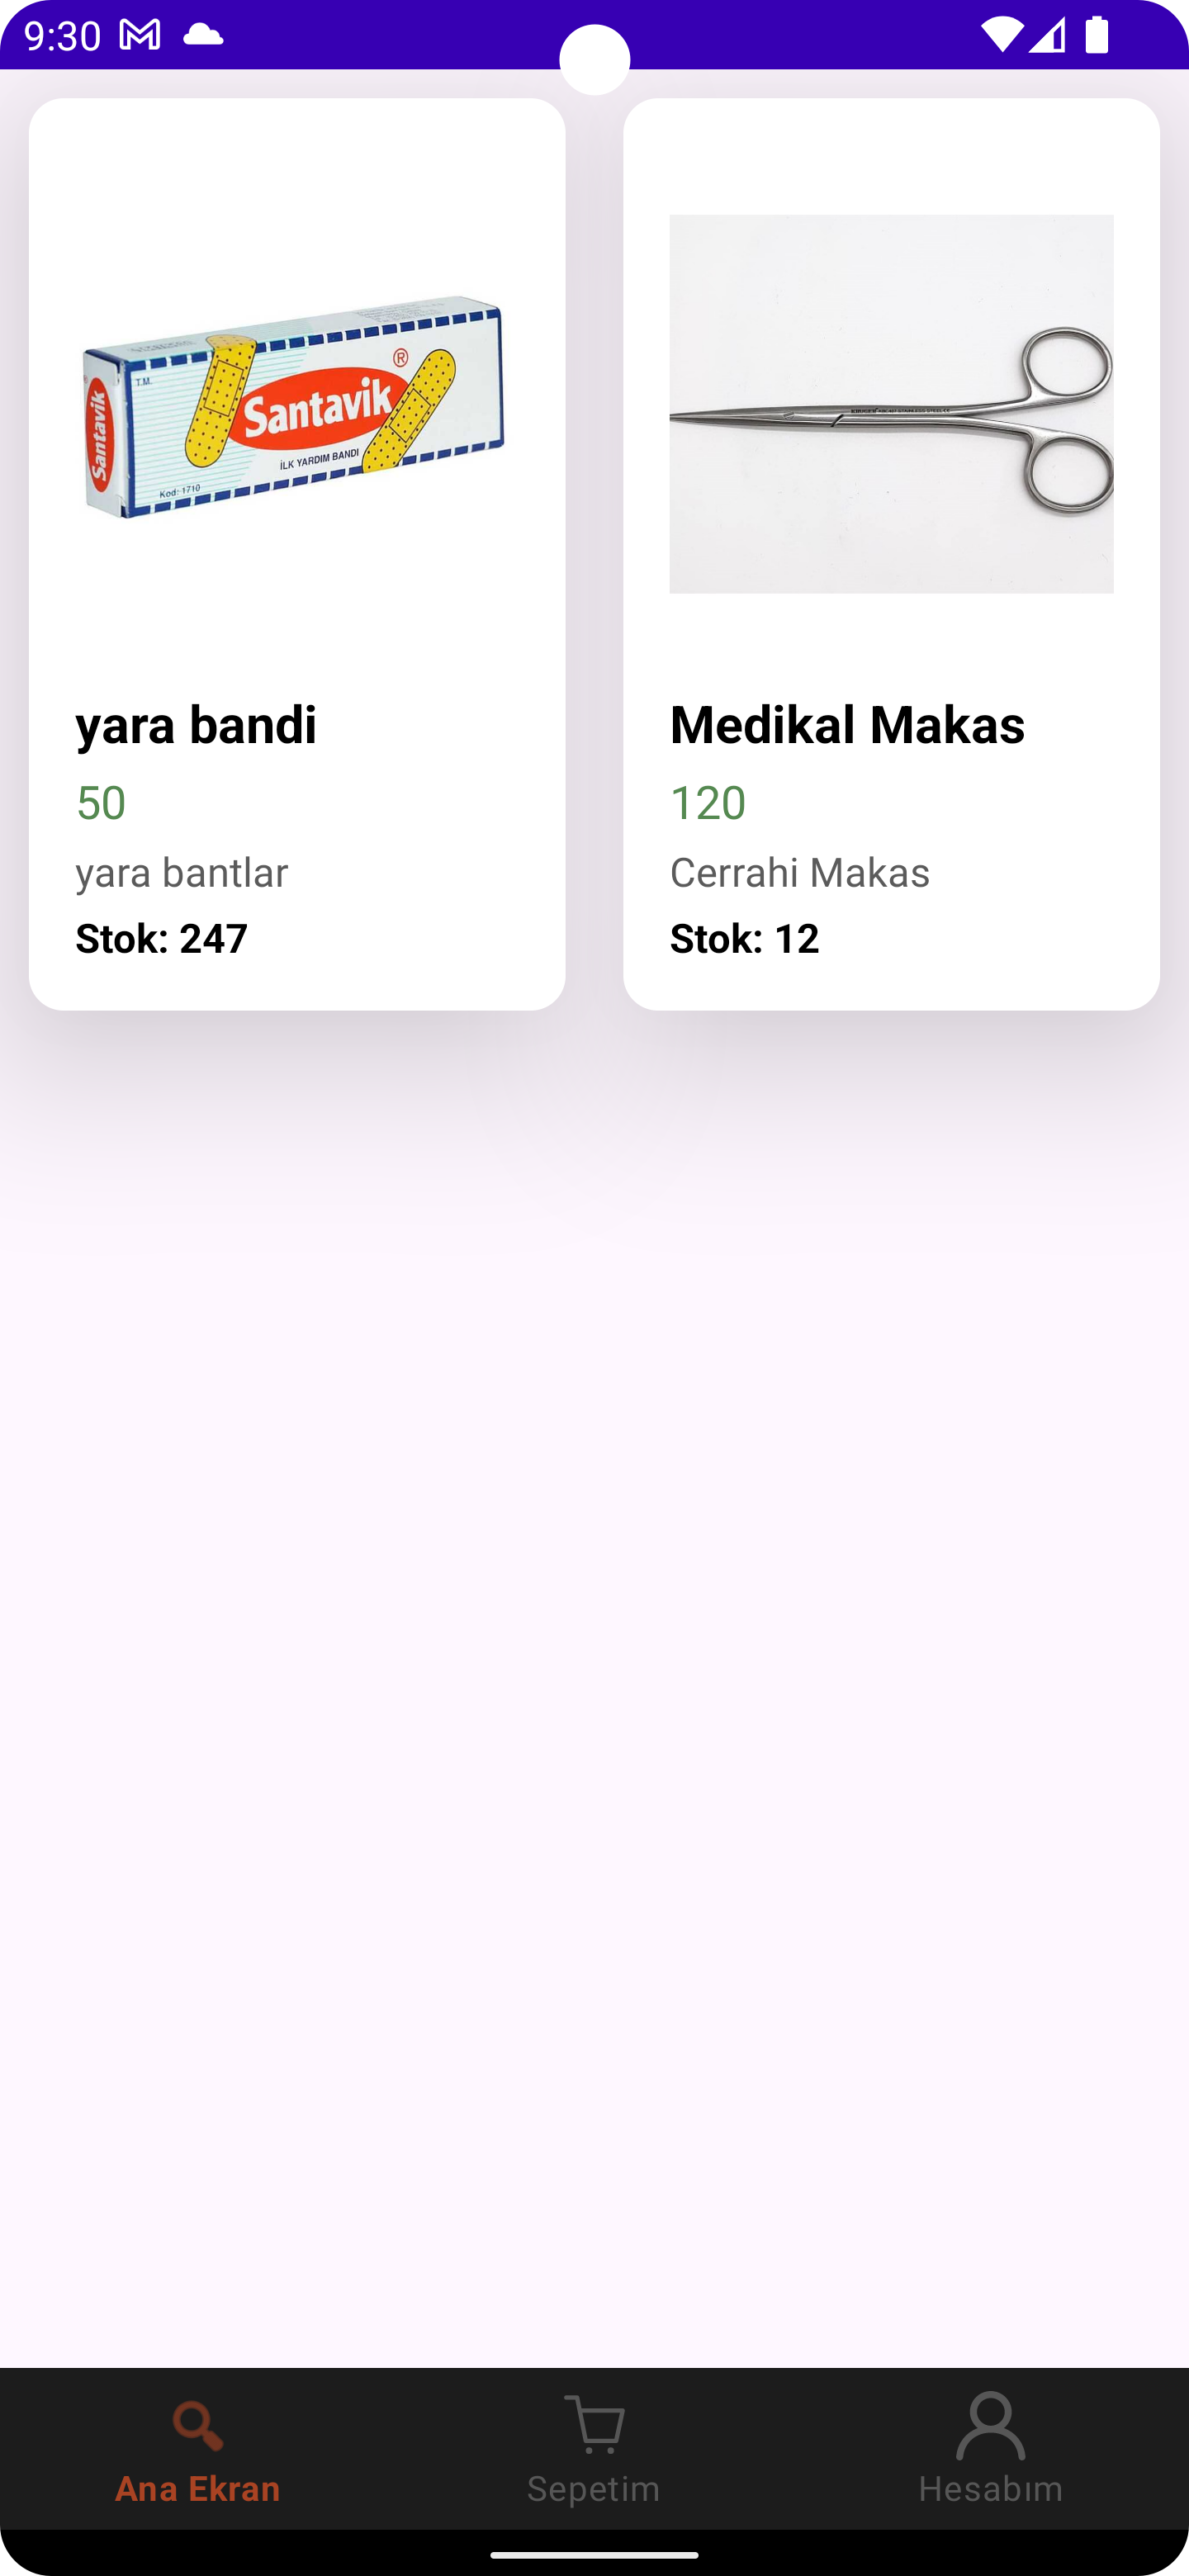 9:30
T.M.
Santavik
Santavik
®
İLK YARDIM BANDI
Kod: 1710
yara bandi
50
yara bantlar
Stok: 247
Medikal Makas
120
Cerrahi Makas
Stok: 12
Ana Ekran
Sepetim
Hesabım